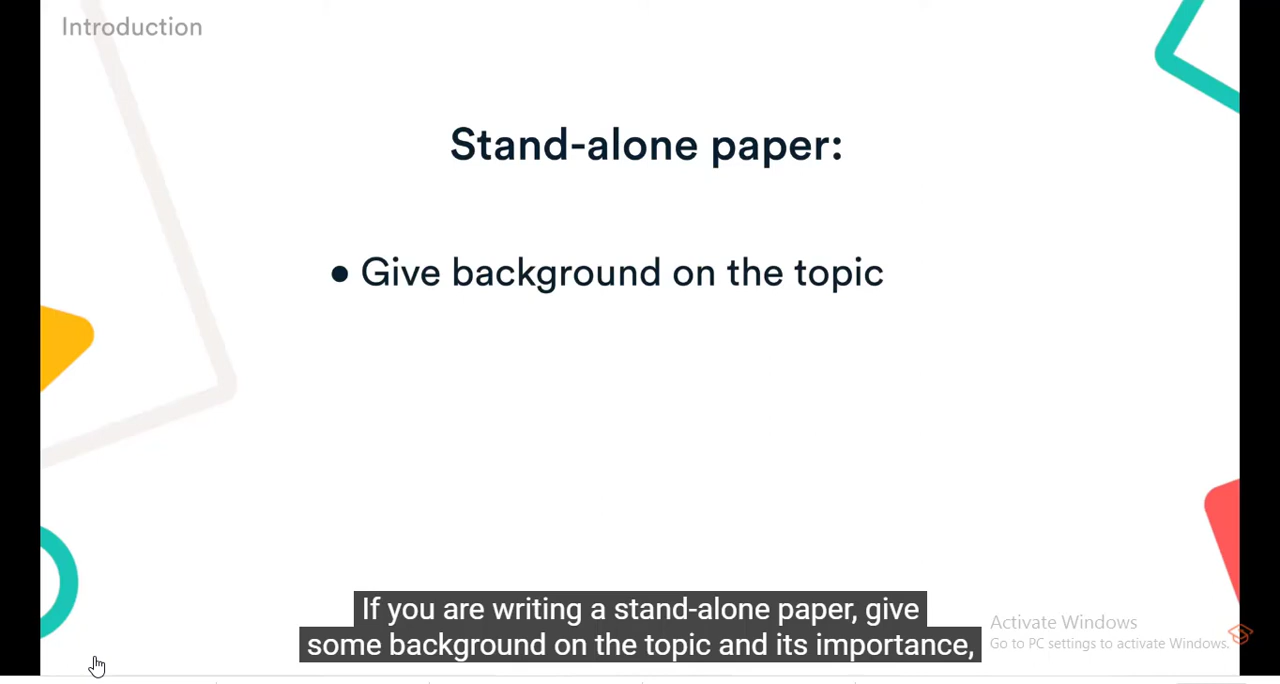 Introduction
Stand-alone paper:
● Give background on the topic
If you are writing a stand-alone paper, give
some background on the topic and its importance,
Activate Windows
Go to PC settings to activate Windows.